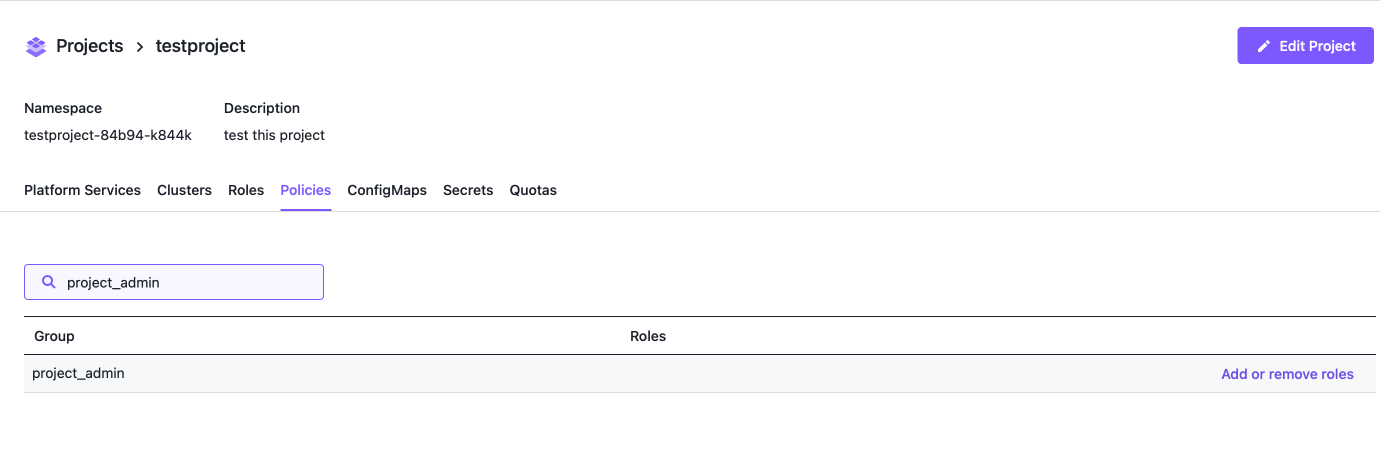 Projects > testproject
Edit Project
Namespace Description
testproject-84b94-k844k test this project
Platform Services Clusters Roles Policies ConfigMaps Secrets Quotas
project_admin
Group Roles
project_admin Add or remove roles